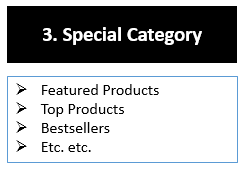 3. Special Category
➢ Featured Products
➢ Top Products
➢ Bestsellers
➢ Etc. etc.